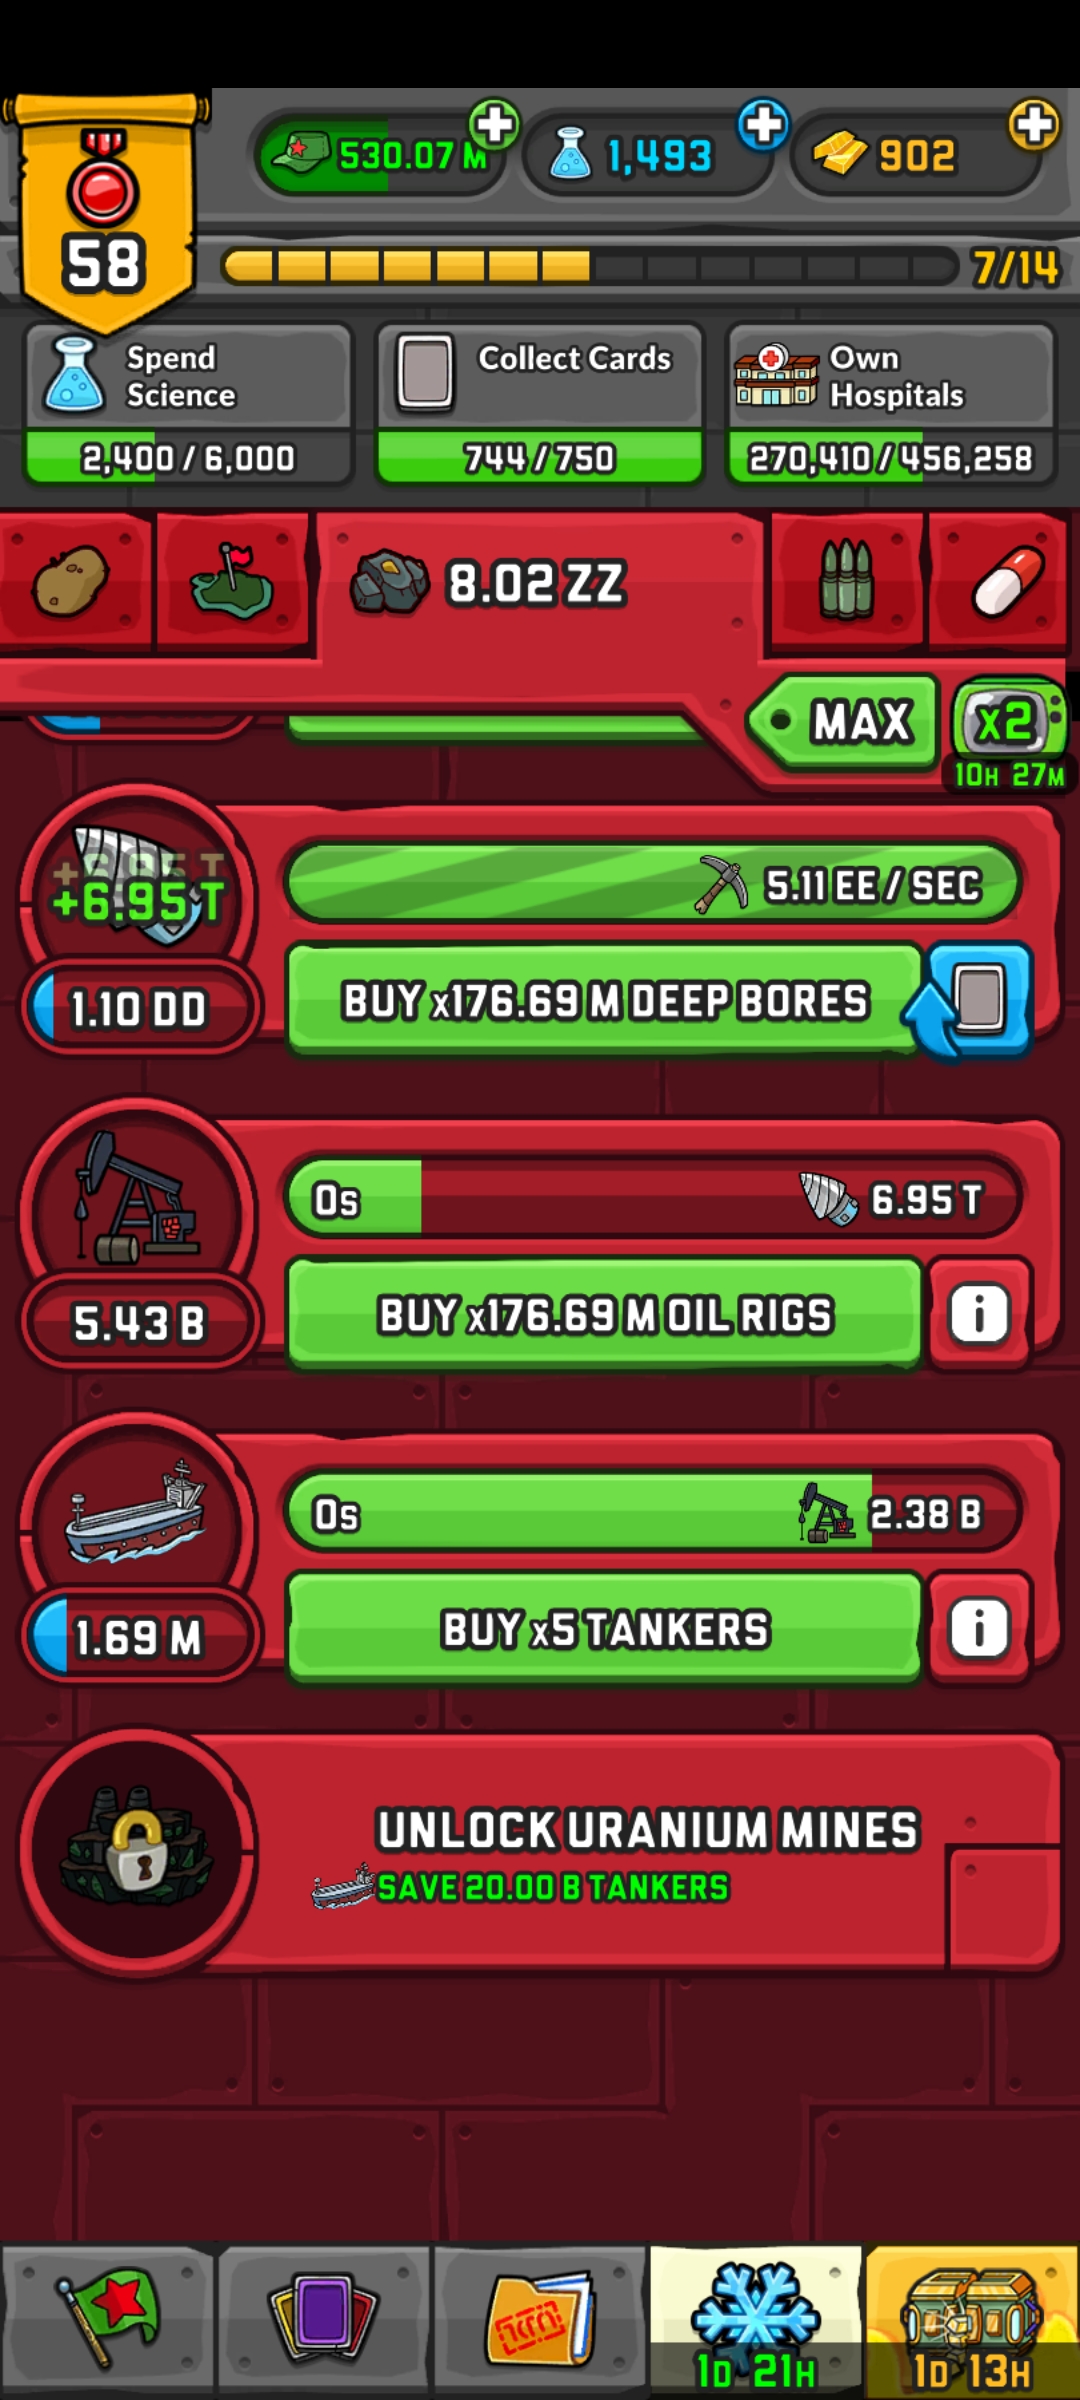 530.07 M
1,493
902
58
7/14
Spend
Science
2,400 / 6,000
Collect Cards
744 / 750
Own
Hospitals
270,410 / 456,258
8.02 ZZ
MAX
x2
10H 27M
+6.95 T
+6.95 T
5.11 EE / SEC
1.10 DD
BUY x176.69 M DEEP BORES
0s
6.95 T
5.43 B
BUY x176.69 M OIL RIGS
i
0s
2.38 B
1.69 M
BUY x5 TANKERS
i
UNLOCK URANIUM MINES
SAVE 20.00 B TANKERS
1D 21H
1D 13H